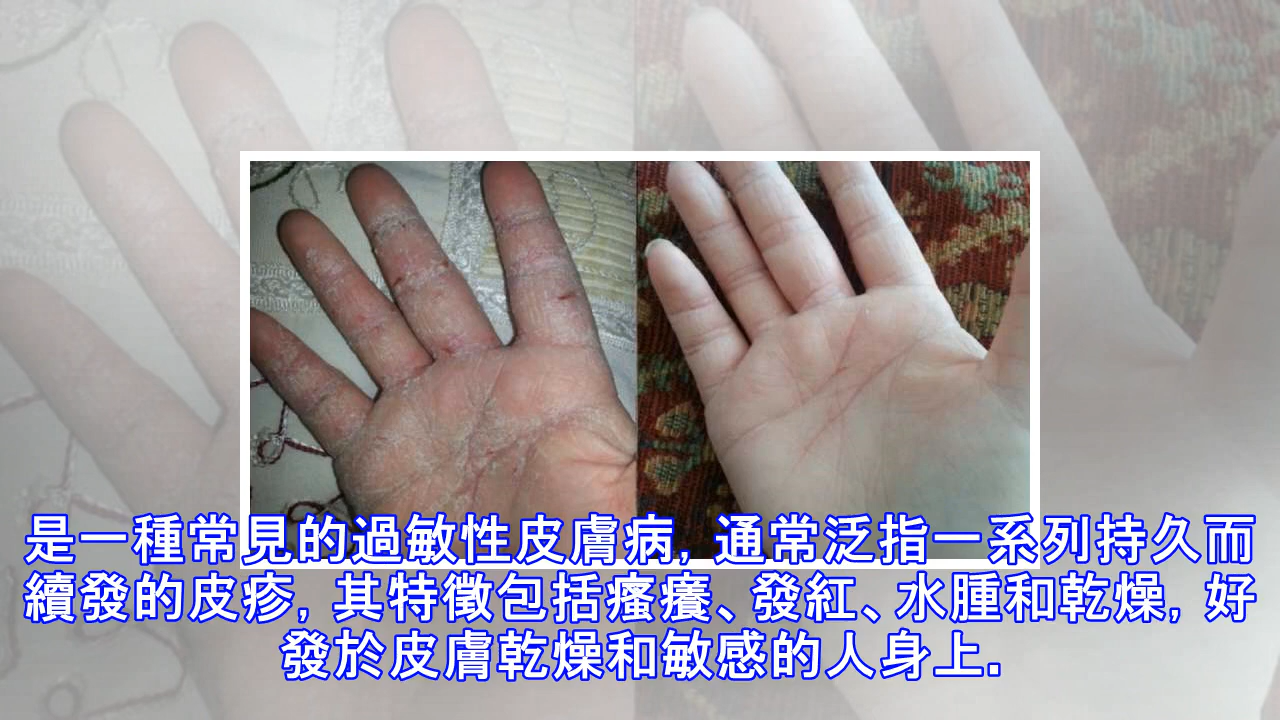 是一種常見的過敏性皮膚病, 通常泛指一系列持久而
續發的皮疹, 其特徵包括瘙癢、發紅、水腫和乾燥, 好
發於皮膚乾燥和敏感的人身上.